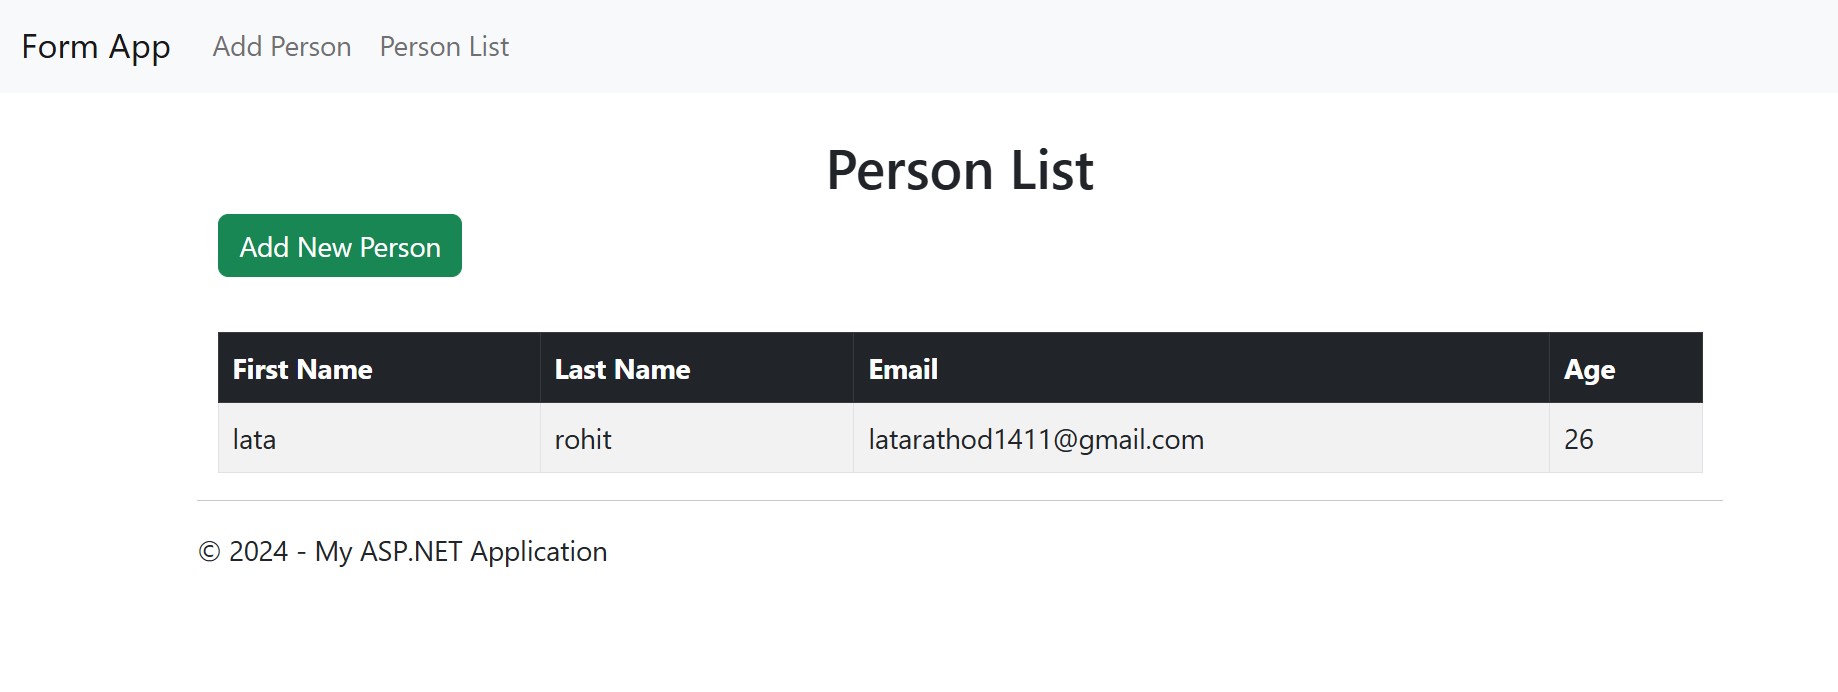 Form App Add Person Person List
Person List
Add New Person
First Name Last Name Email Age
lata rohit latarathod1411@gmail.com 26
© 2024 - My ASP.NET Application